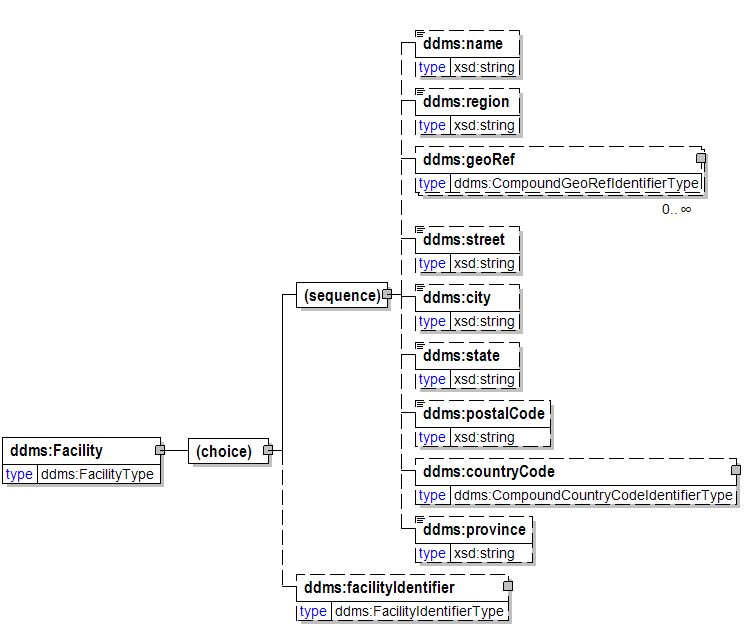 ddms:name
type xsd:string
ddms:region
type xsd:string
ddms:geoRef
type ddms:CompoundGeoRefIdentifierType
0.. ∞
ddms:street
type xsd:string
(sequence)
ddms:city
type xsd:string
ddms:state
type xsd:string
ddms:postalCode
type xsd:string
ddms:Facility
type ddms:FacilityType
(choice)
ddms:countryCode
type ddms:CompoundCountryCodeIdentifierType
ddms:province
type xsd:string
ddms:facilityIdentifier
type ddms:FacilityIdentifierType